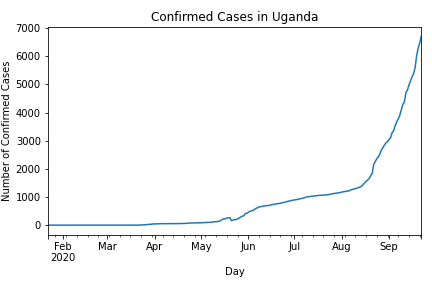 Confirmed Cases in Uganda
Number of Confirmed Cases
7000
6000
5000
4000
3000
2000
1000
0
Feb Mar Apr May Jun Jul Aug Sep
2020
Day